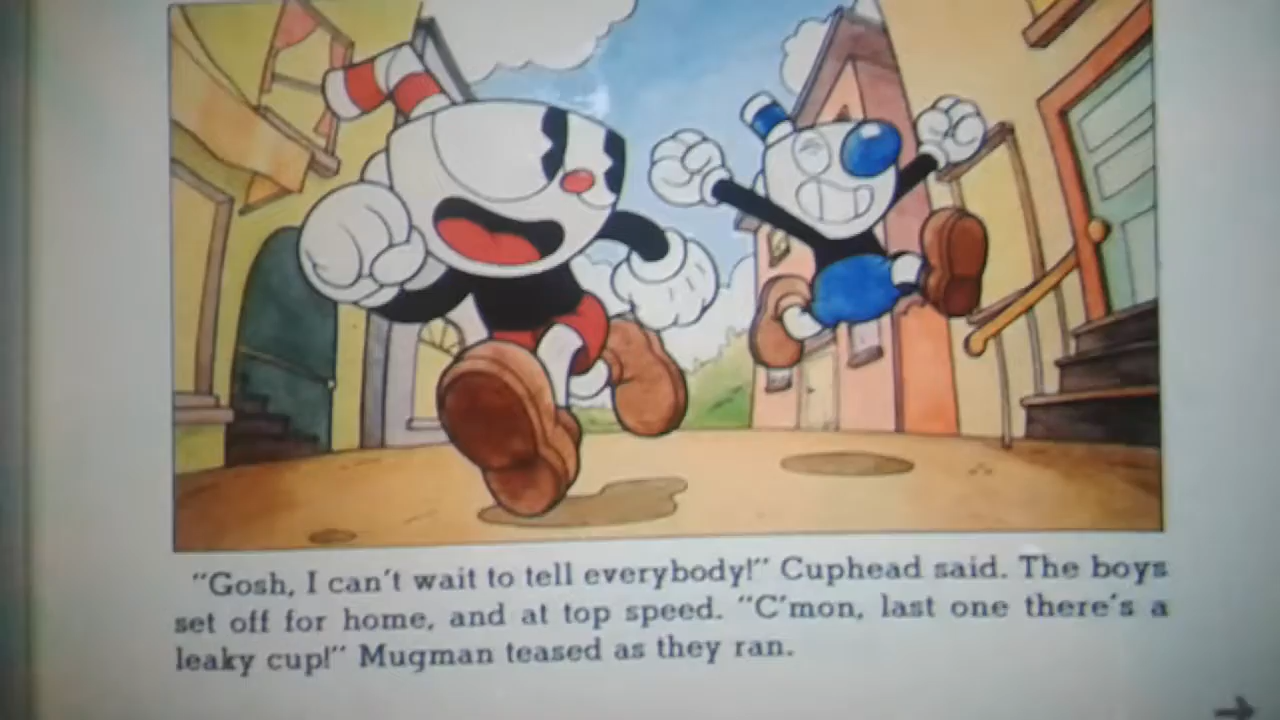 “Gosh, I can't wait to tell everybody!” Cuphead said. The boys
set off for home, and at top speed. “C'mon, last one there's a
leaky cup!” Mugman teased as they ran.